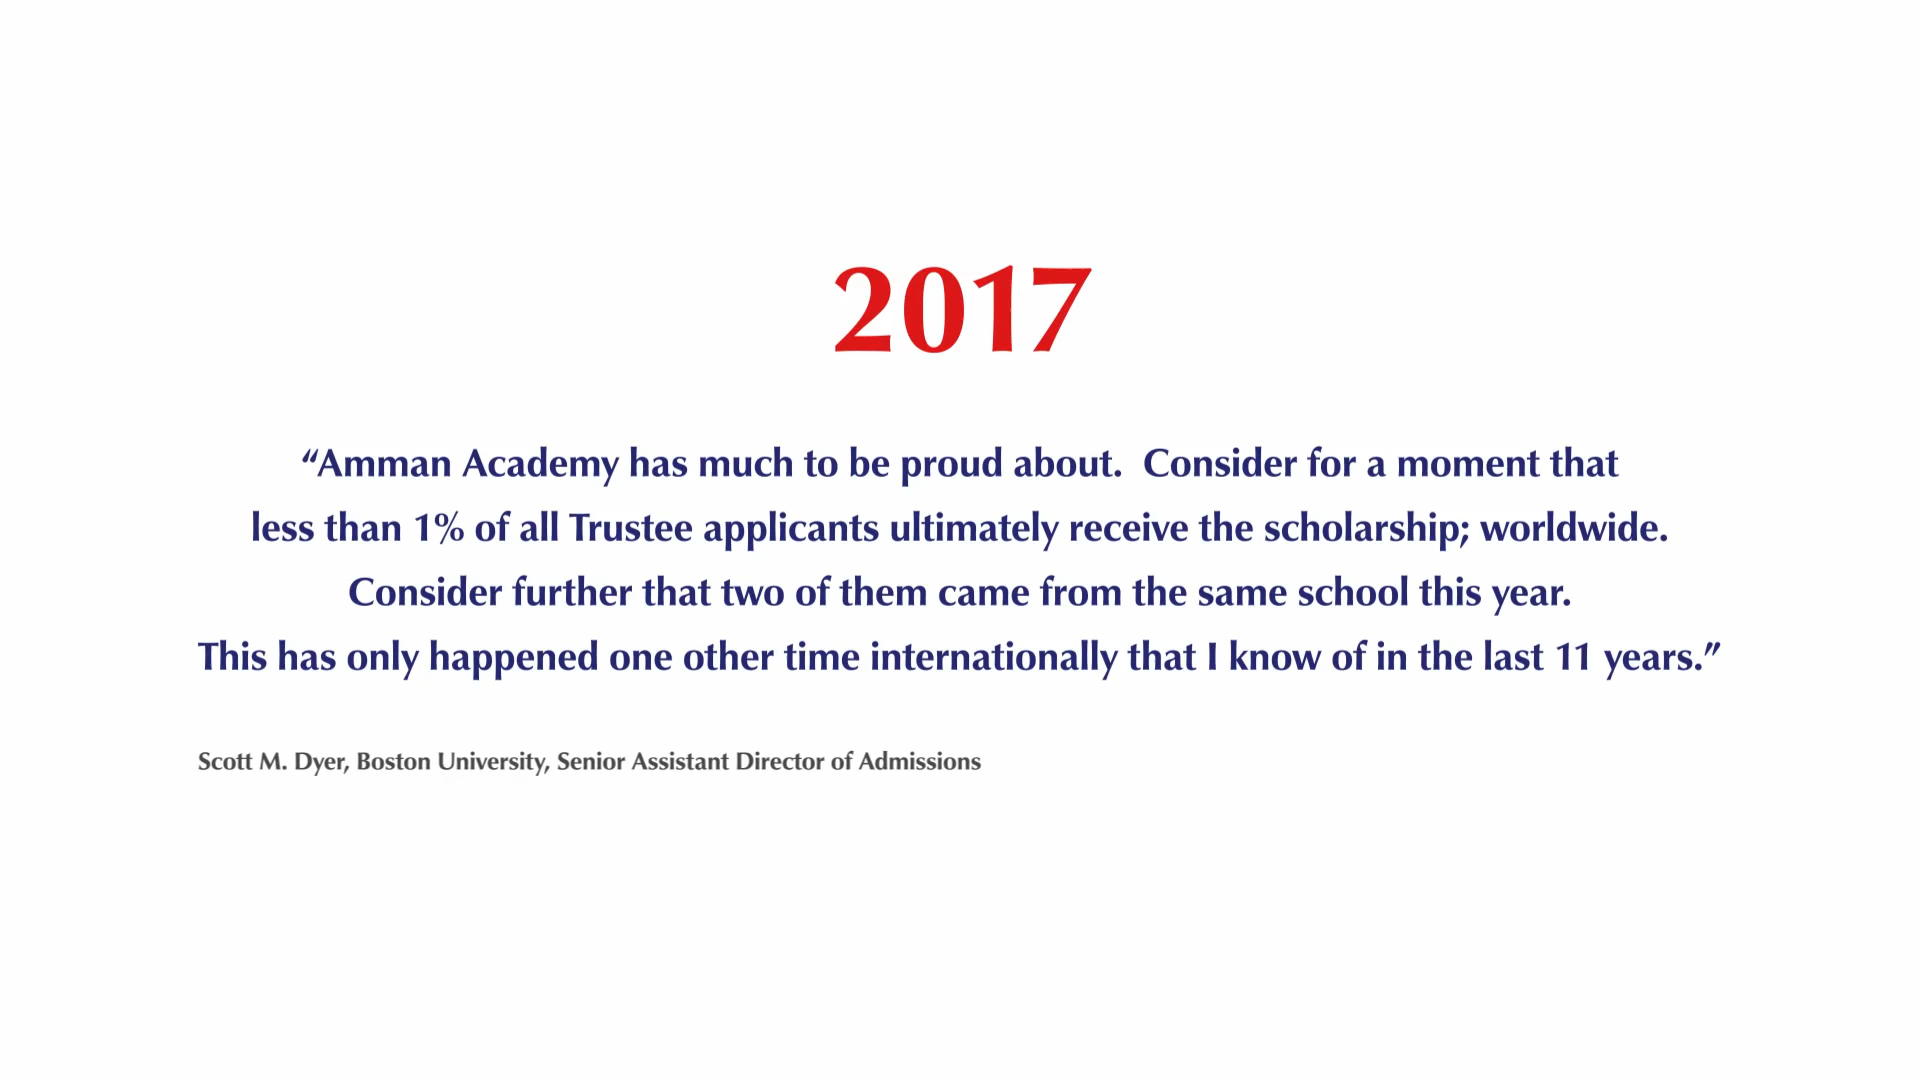 2017
“Amman Academy has much to be proud about.  Consider for a moment that
less than 1% of all Trustee applicants ultimately receive the scholarship; worldwide.
Consider further that two of them came from the same school this year.
This has only happened one other time internationally that I know of in the last 11 years.”
Scott M. Dyer, Boston University, Senior Assistant Director of Admissions